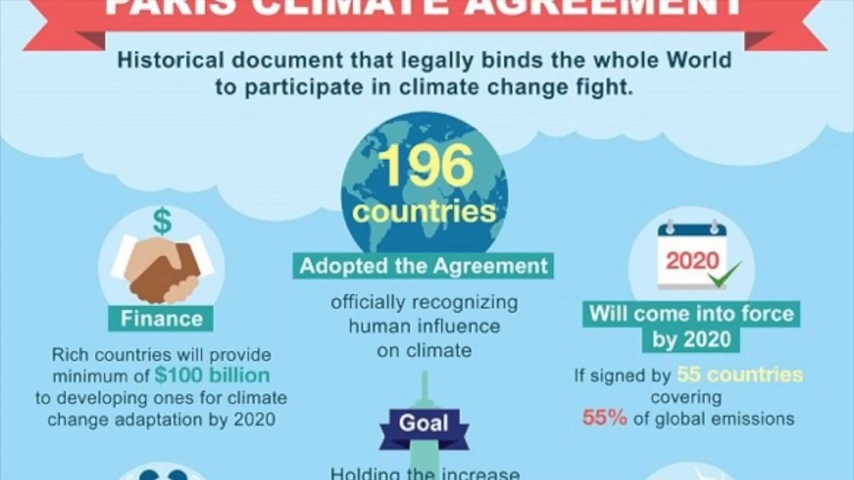 PARIS CLIMATE AGREEMENT
Historical document that legally binds the whole World
to participate in climate change fight.
196
countries
Adopted the Agreement
officially recognizing
human influence
on climate
$
Finance
Rich countries will provide
minimum of $100 billion
to developing ones for climate
change adaptation by 2020
2020
Will come into force
by 2020
If signed by 55 countries
covering
55% of global emissions
Goal
Holding the increase